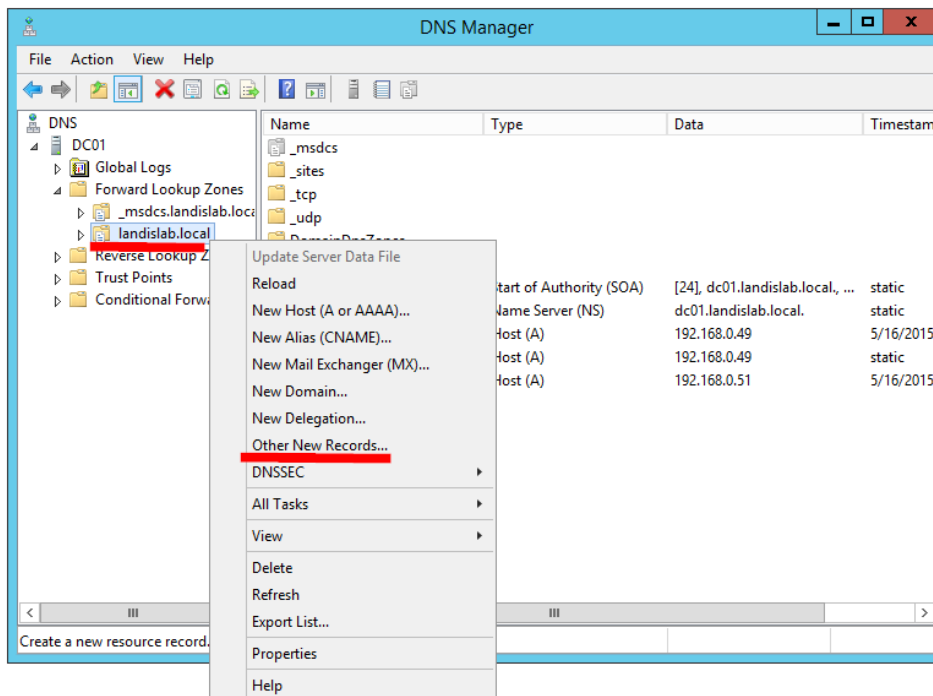 DNS Manager
File Action View Help
DNS
DC01
Global Logs
Forward Lookup Zones
_msdcs.landislab.loca
landislab.local
Reverse Lookup Z
Trust Points
Conditional Forwa
Name Type Data Timestam
_msdcs
_sites
_tcp
_udp
DomainDnsZones
Start of Authority (SOA) [24], dc01.landislab.local., ... static
Name Server (NS) dc01.landislab.local. static
Host (A) 192.168.0.49 5/16/2015
Host (A) 192.168.0.49 static
Host (A) 192.168.0.51 5/16/2015
Update Server Data File
Reload
New Host (A or AAAA)...
New Alias (CNAME)...
New Mail Exchanger (MX)...
New Domain...
New Delegation...
Other New Records...
DNSSEC
All Tasks
View
Delete
Refresh
Export List...
Properties
Help
Create a new resource record.